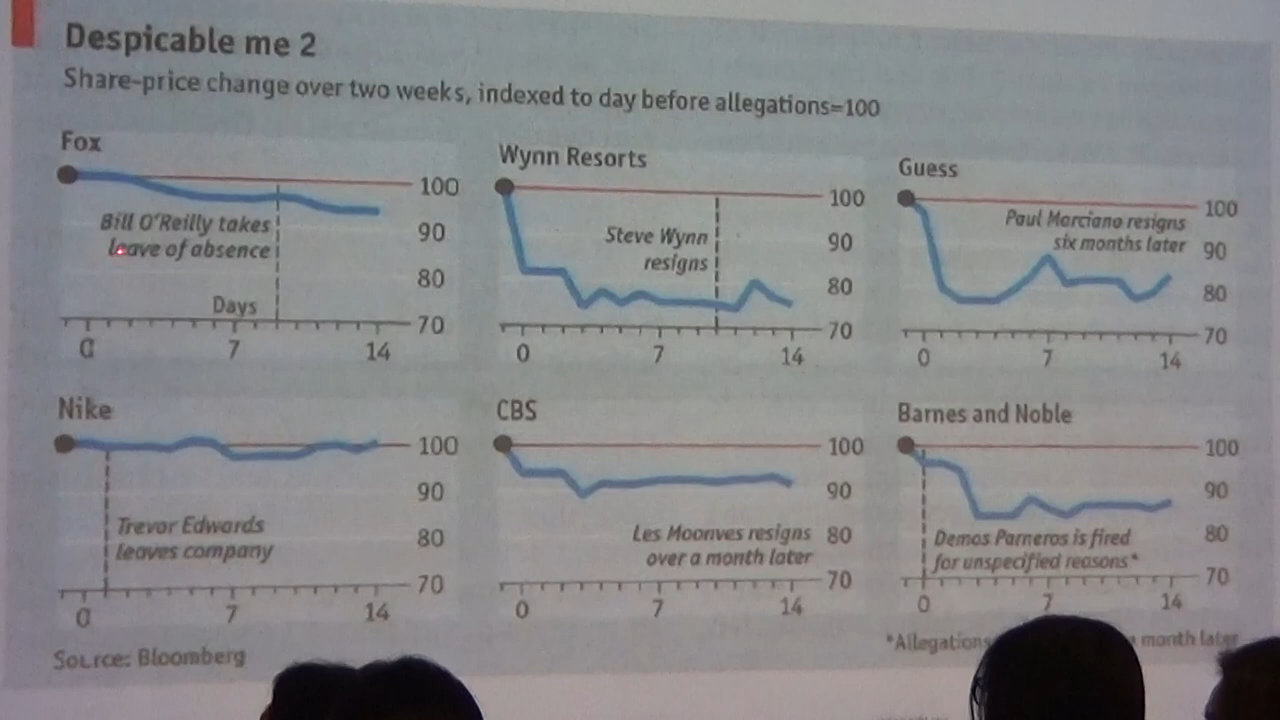 Despicable me 2
Share-price change over two weeks, indexed to day before allegations=100
Fox
100
90
80
70
Bill O'Reilly takes
leave of absence
Days
0 7 14
Wynn Resorts
100
90
80
70
Steve Wynn
resigns
0 7 14
Guess
100
90
80
70
Paul Marciano resigns
six months later
0 7 14
Nike
100
90
80
70
Trevor Edwards
leaves company
0 7 14
CBS
100
90
80
70
Les Moonves resigns
over a month later
0 7 14
Barnes and Noble
100
90
80
70
Demos Parneros is fired
for unspecified reasons*
0 7 14
Source: Bloomberg
*Allegations month later